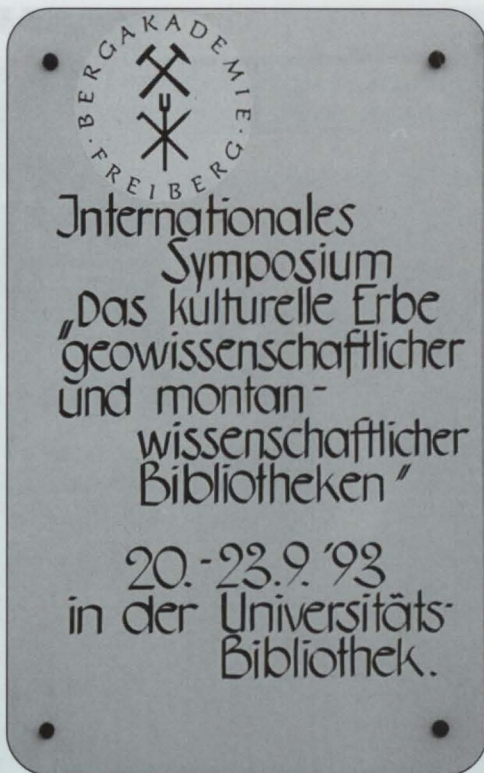 · BERGAKADEMIE ·
FREIBERG
Internationales
Symposium
„Das kulturelle Erbe
geowissenschaftlicher
und montan-
wissenschaftlicher
Bibliotheken”
20.-23.9.'93
in der Universitäts-
Bibliothek.